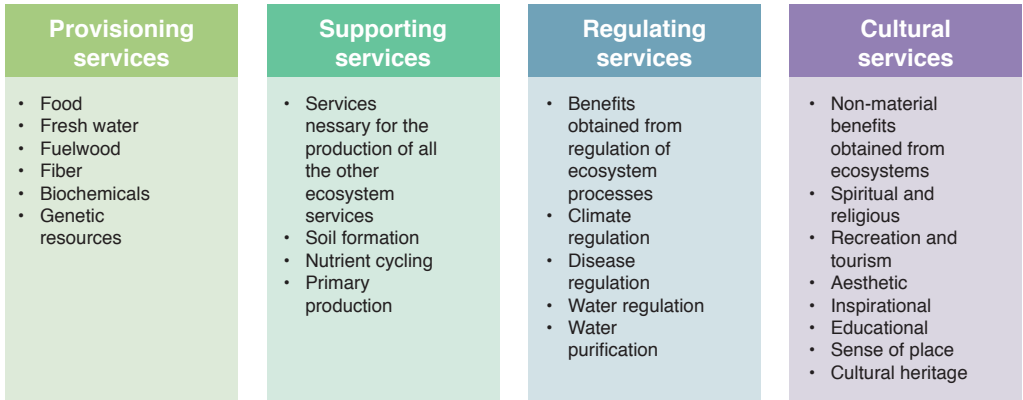 Provisioning
services
• Food
• Fresh water
• Fuelwood
• Fiber
• Biochemicals
• Genetic
resources
Supporting
services
• Services
nessary for the
production of all
the other
ecosystem
services
• Soil formation
• Nutrient cycling
• Primary
production
Regulating
services
• Benefits
obtained from
regulation of
ecosystem
processes
• Climate
regulation
• Disease
regulation
• Water regulation
• Water
purification
Cultural
services
• Non-material
benefits
obtained from
ecosystems
• Spiritual and
religious
• Recreation and
tourism
• Aesthetic
• Inspirational
• Educational
• Sense of place
• Cultural heritage